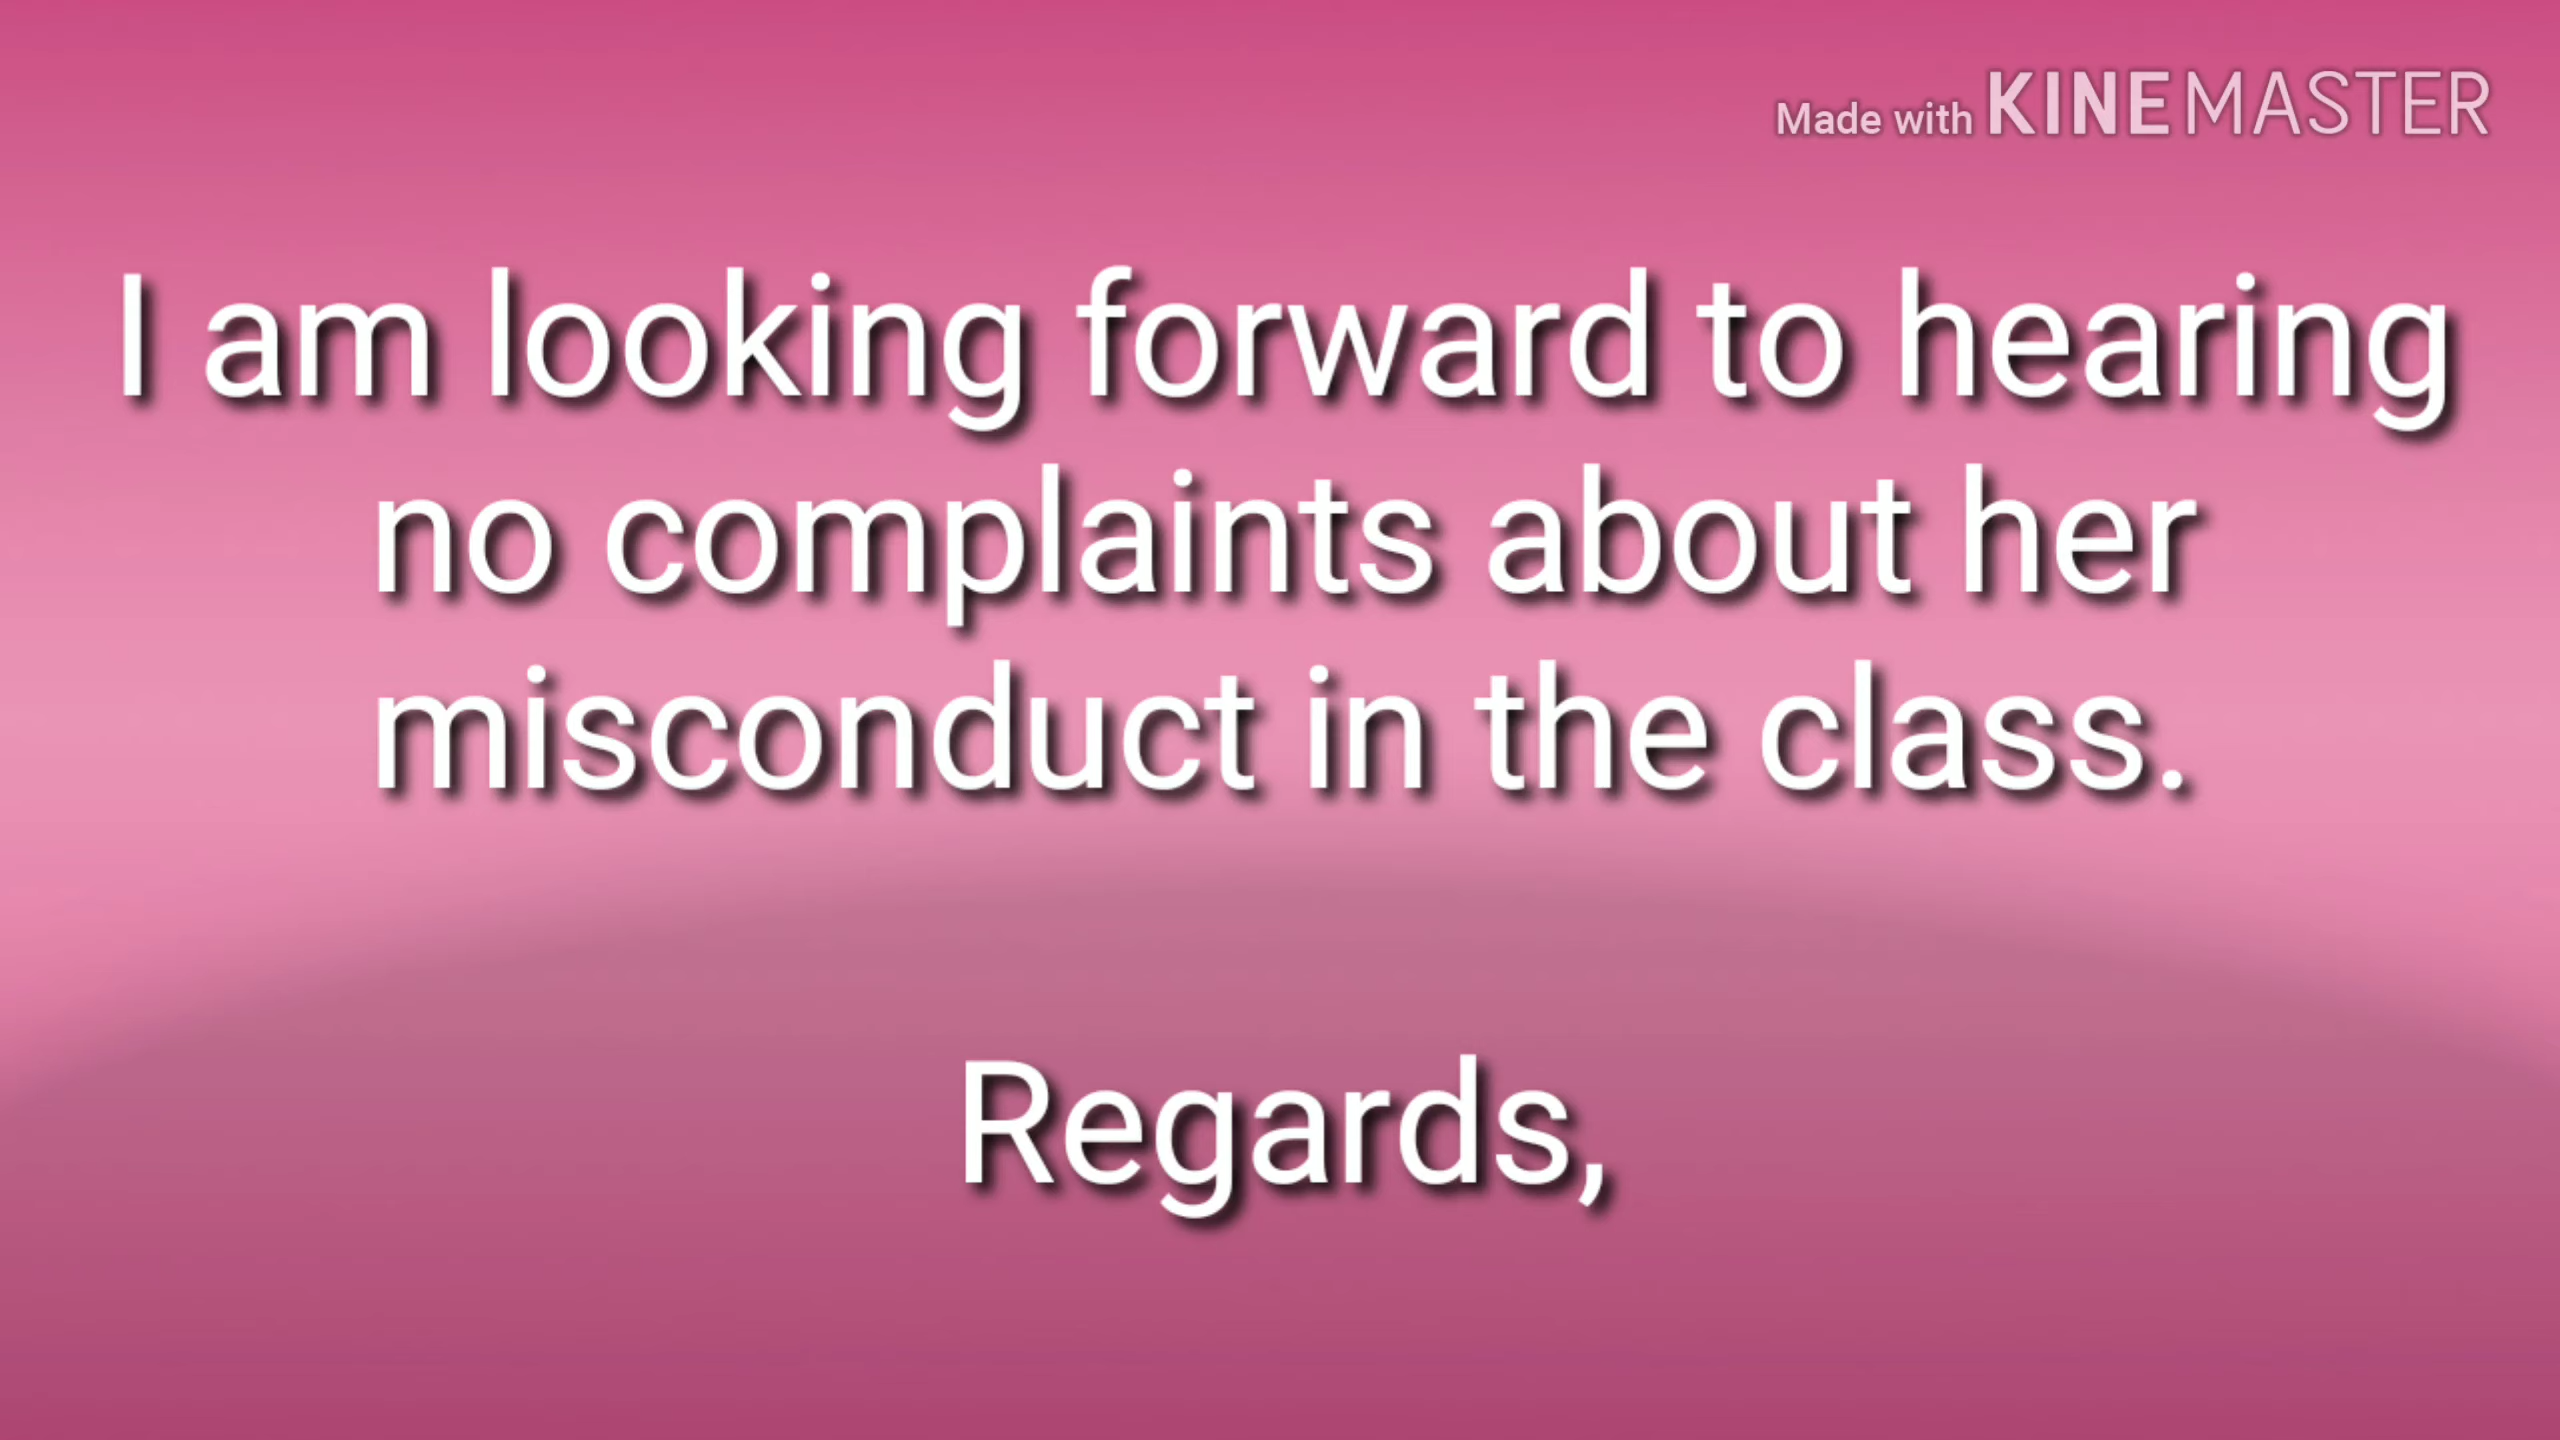 Made with KINEMASTER
I am looking forward to hearing
no complaints about her
misconduct in the class.
Regards,